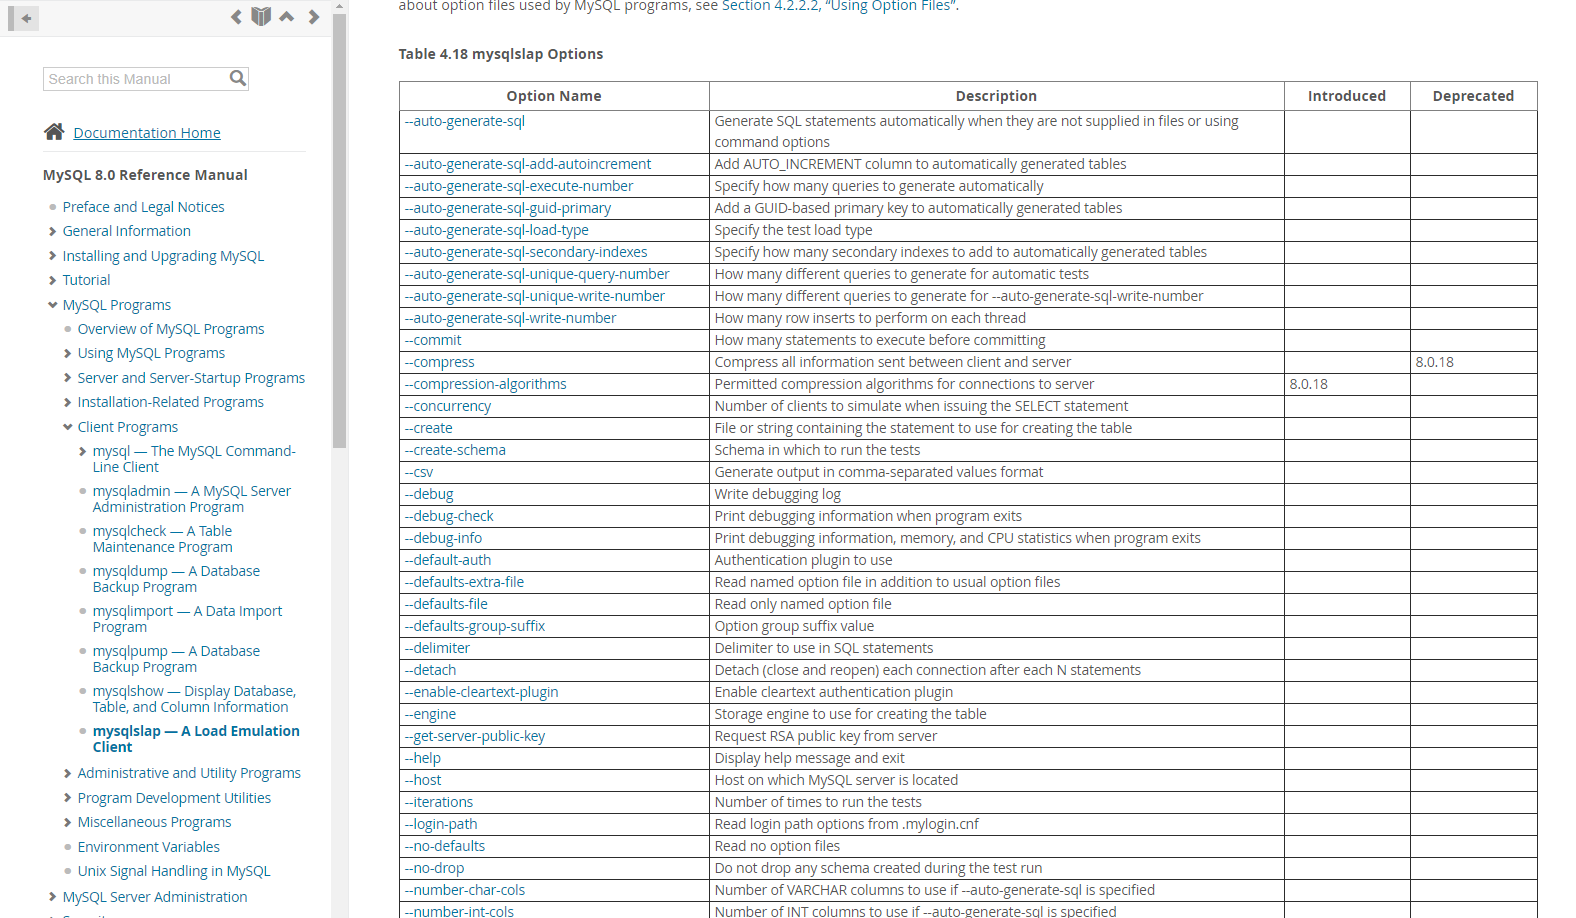 Search this Manual
Documentation Home
MySQL 8.0 Reference Manual
Preface and Legal Notices
General Information
Installing and Upgrading MySQL
Tutorial
MySQL Programs
Overview of MySQL Programs
Using MySQL Programs
Server and Server-Startup Programs
Installation-Related Programs
Client Programs
mysql — The MySQL Command-
Line Client
mysqladmin — A MySQL Server
Administration Program
mysqlcheck — A Table
Maintenance Program
mysqldump — A Database
Backup Program
mysqlimport — A Data Import
Program
mysqlpump — A Database
Backup Program
mysqlshow — Display Database,
Table, and Column Information
mysqlslap — A Load Emulation
Client
Administrative and Utility Programs
Program Development Utilities
Miscellaneous Programs
Environment Variables
Unix Signal Handling in MySQL
MySQL Server Administration
about option files used by MySQL programs, see Section 4.2.2.2, “Using Option Files”.
Table 4.18 mysqlslap Options
Option Name Description Introduced Deprecated
--auto-generate-sql Generate SQL statements automatically when they are not supplied in files or using
command options
--auto-generate-sql-add-autoincrement Add AUTO_INCREMENT column to automatically generated tables
--auto-generate-sql-execute-number Specify how many queries to generate automatically
--auto-generate-sql-guid-primary Add a GUID-based primary key to automatically generated tables
--auto-generate-sql-load-type Specify the test load type
--auto-generate-sql-secondary-indexes Specify how many secondary indexes to add to automatically generated tables
--auto-generate-sql-unique-query-number How many different queries to generate for automatic tests
--auto-generate-sql-unique-write-number How many different queries to generate for --auto-generate-sql-write-number
--auto-generate-sql-write-number How many row inserts to perform on each thread
--commit How many statements to execute before committing
--compress Compress all information sent between client and server 8.0.18
--compression-algorithms Permitted compression algorithms for connections to server 8.0.18
--concurrency Number of clients to simulate when issuing the SELECT statement
--create File or string containing the statement to use for creating the table
--create-schema Schema in which to run the tests
--csv Generate output in comma-separated values format
--debug Write debugging log
--debug-check Print debugging information when program exits
--debug-info Print debugging information, memory, and CPU statistics when program exits
--default-auth Authentication plugin to use
--defaults-extra-file Read named option file in addition to usual option files
--defaults-file Read only named option file
--defaults-group-suffix Option group suffix value
--delimiter Delimiter to use in SQL statements
--detach Detach (close and reopen) each connection after each N statements
--enable-cleartext-plugin Enable cleartext authentication plugin
--engine Storage engine to use for creating the table
--get-server-public-key Request RSA public key from server
--help Display help message and exit
--host Host on which MySQL server is located
--iterations Number of times to run the tests
--login-path Read login path options from .mylogin.cnf
--no-defaults Read no option files
--no-drop Do not drop any schema created during the test run
--number-char-cols Number of VARCHAR columns to use if --auto-generate-sql is specified
--number-int-cols Number of INT columns to use if --auto-generate-sql is specified